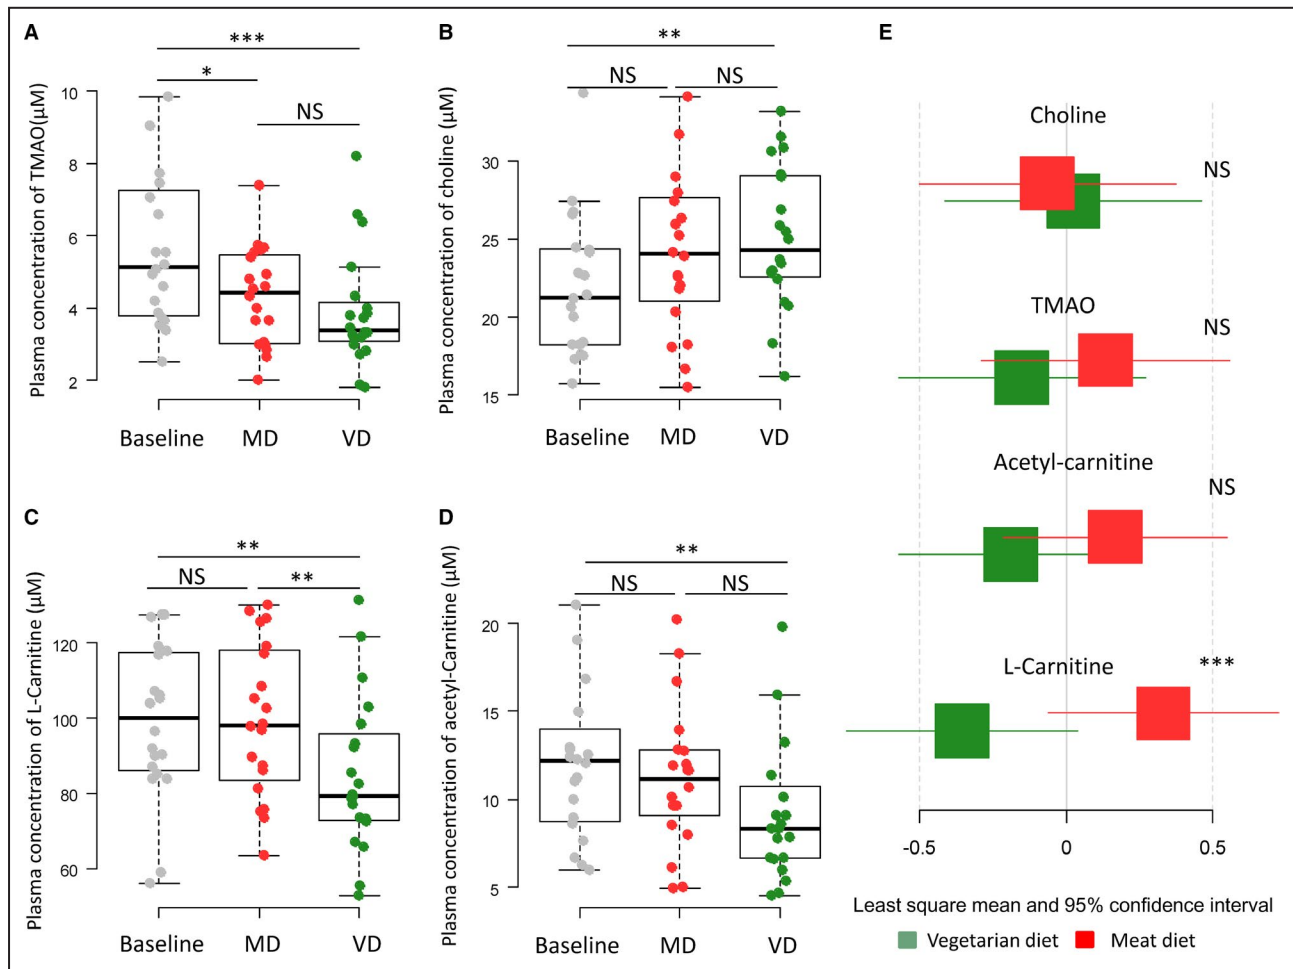 A
***
*
NS
Plasma concentration of TMAO(µM)
10
8
6
4
2
Baseline MD VD
B
**
NS NS
Plasma concentration of choline (µM)
30
25
20
15
Baseline MD VD
C
**
NS **
Plasma concentration of L-Carnitine (µM)
120
100
80
60
Baseline MD VD
D
**
NS NS
Plasma concentration of acetyl-Carnitine (µM)
20
15
10
5
Baseline MD VD
E
Choline
NS
TMAO
NS
Acetyl-carnitine
NS
L-Carnitine
***
-0.5 0 0.5
Least square mean and 95% confidence interval
Vegetarian diet Meat diet